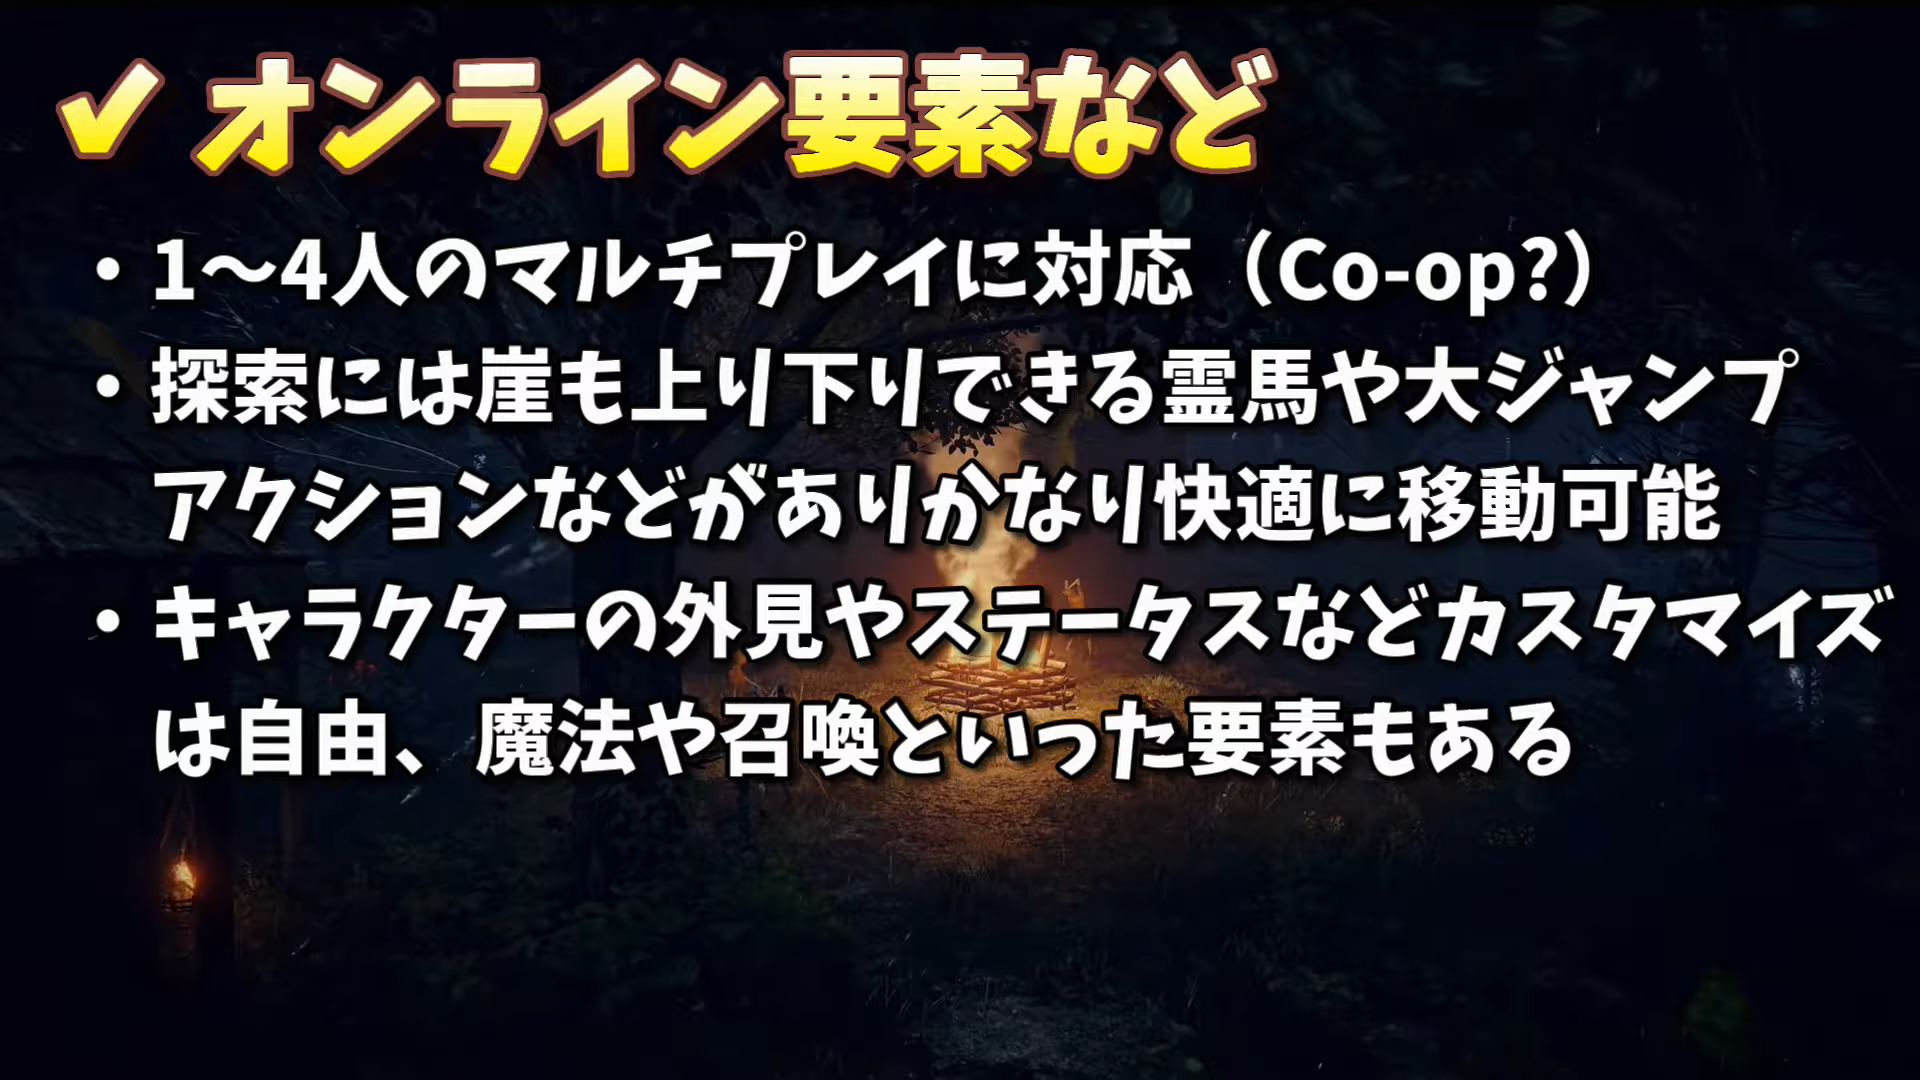 ✓ オンライン要素など
・1〜4人のマルチプレイに対応（Co-op?）
・探索には崖も上り下りできる霊馬や大ジャンプ
アクションなどがありかなり快適に移動可能
・キャラクターの外見やステータスなどカスタマイズ
は自由、魔法や召喚といった要素もある